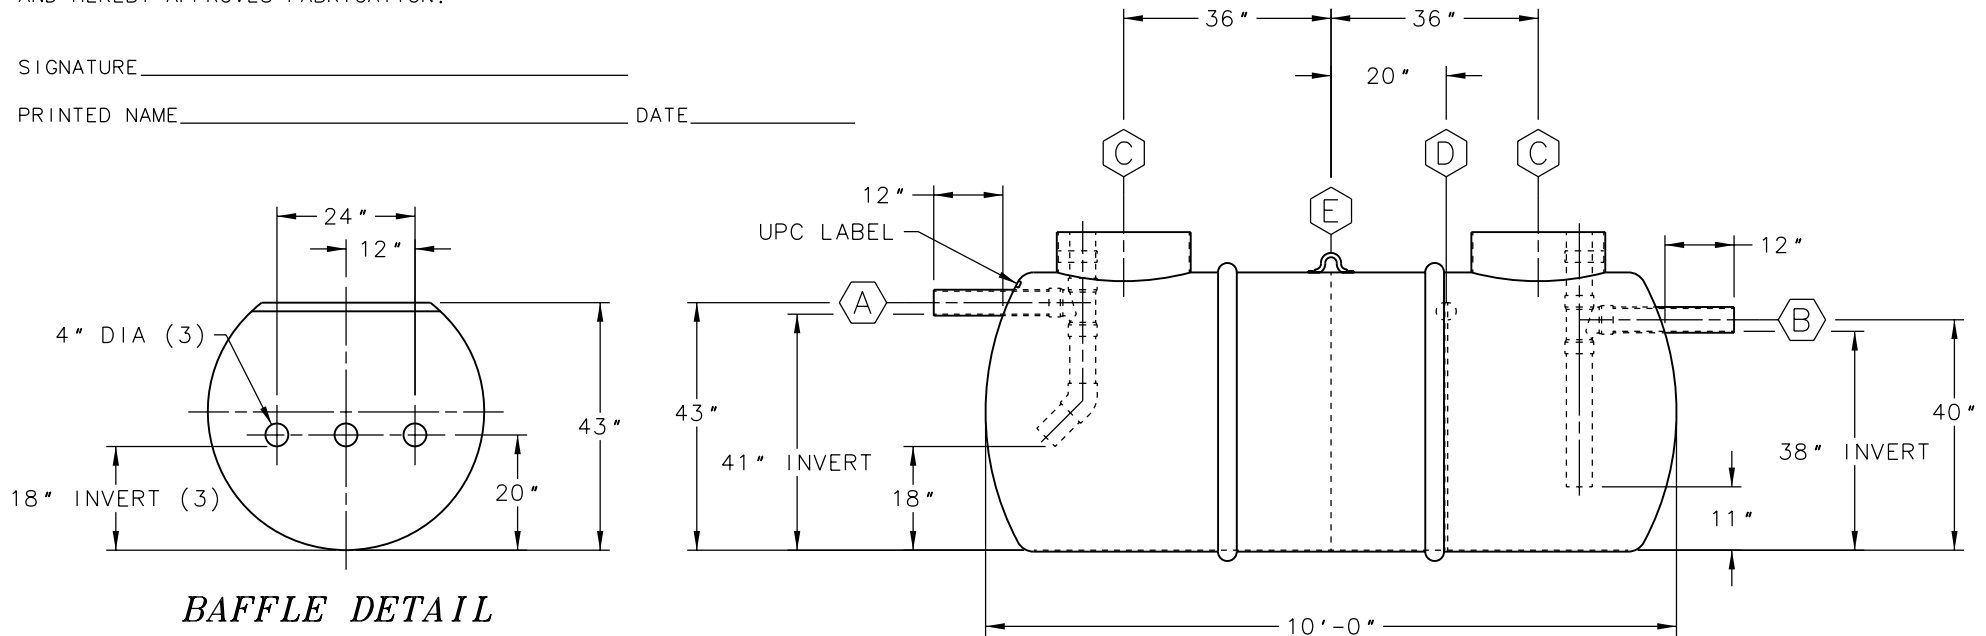 AND HEREBY APPROVES FABRICATION.
SIGNATURE
PRINTED NAME DATE
36" 36"
20"
C D C
E
12"
UPC LABEL
12"
24"
12"
A
B
4" DIA (3)
43"
43"
40"
41" INVERT
38" INVERT
18" INVERT (3)
20"
18"
11"
BAFFLE DETAIL
10'-0"